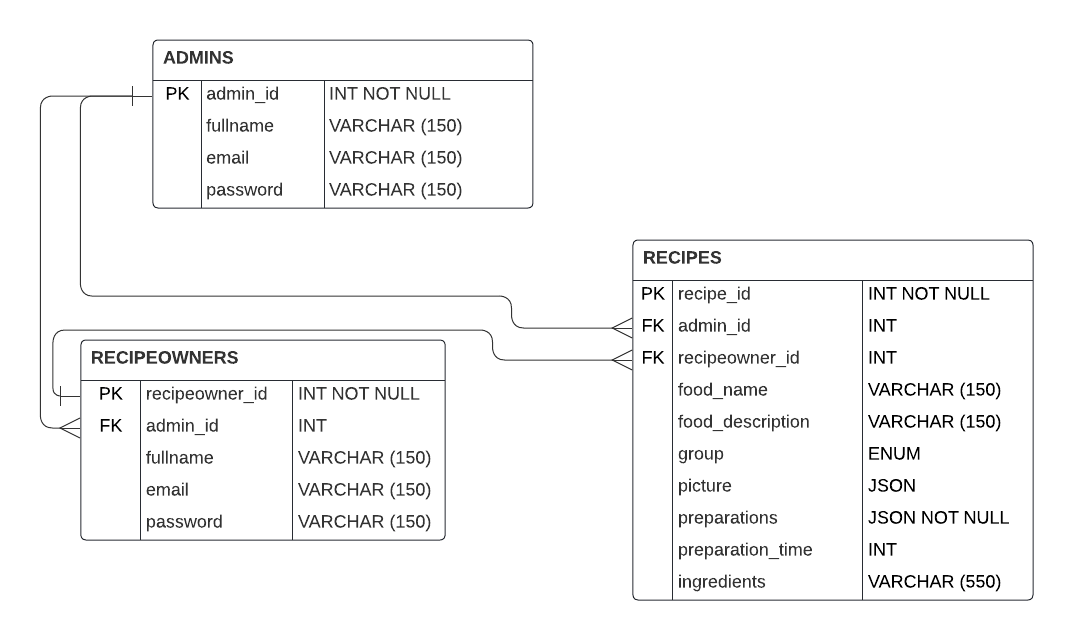 ADMINS
PK admin_id INT NOT NULL
fullname VARCHAR (150)
email VARCHAR (150)
password VARCHAR (150)
RECIPES
PK recipe_id INT NOT NULL
FK admin_id INT
FK recipeowner_id INT
food_name VARCHAR (150)
food_description VARCHAR (150)
group ENUM
picture JSON
preparations JSON NOT NULL
preparation_time INT
ingredients VARCHAR (550)
RECIPEOWNERS
PK recipeowner_id INT NOT NULL
FK admin_id INT
fullname VARCHAR (150)
email VARCHAR (150)
password VARCHAR (150)